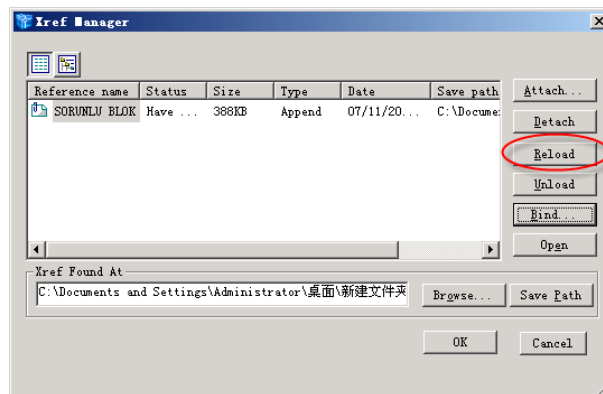 Xref Manager
Reference name Status Size Type Date Save path
SORUNLU BLOK Have ... 388KB Append 07/11/20... C:\Docume
Attach...
Detach
Reload
Unload
Bind...
Open
Xref Found At
C:\Documents and Settings\Administrator\桌面\新建文件夹
Browse... Save Path
OK Cancel